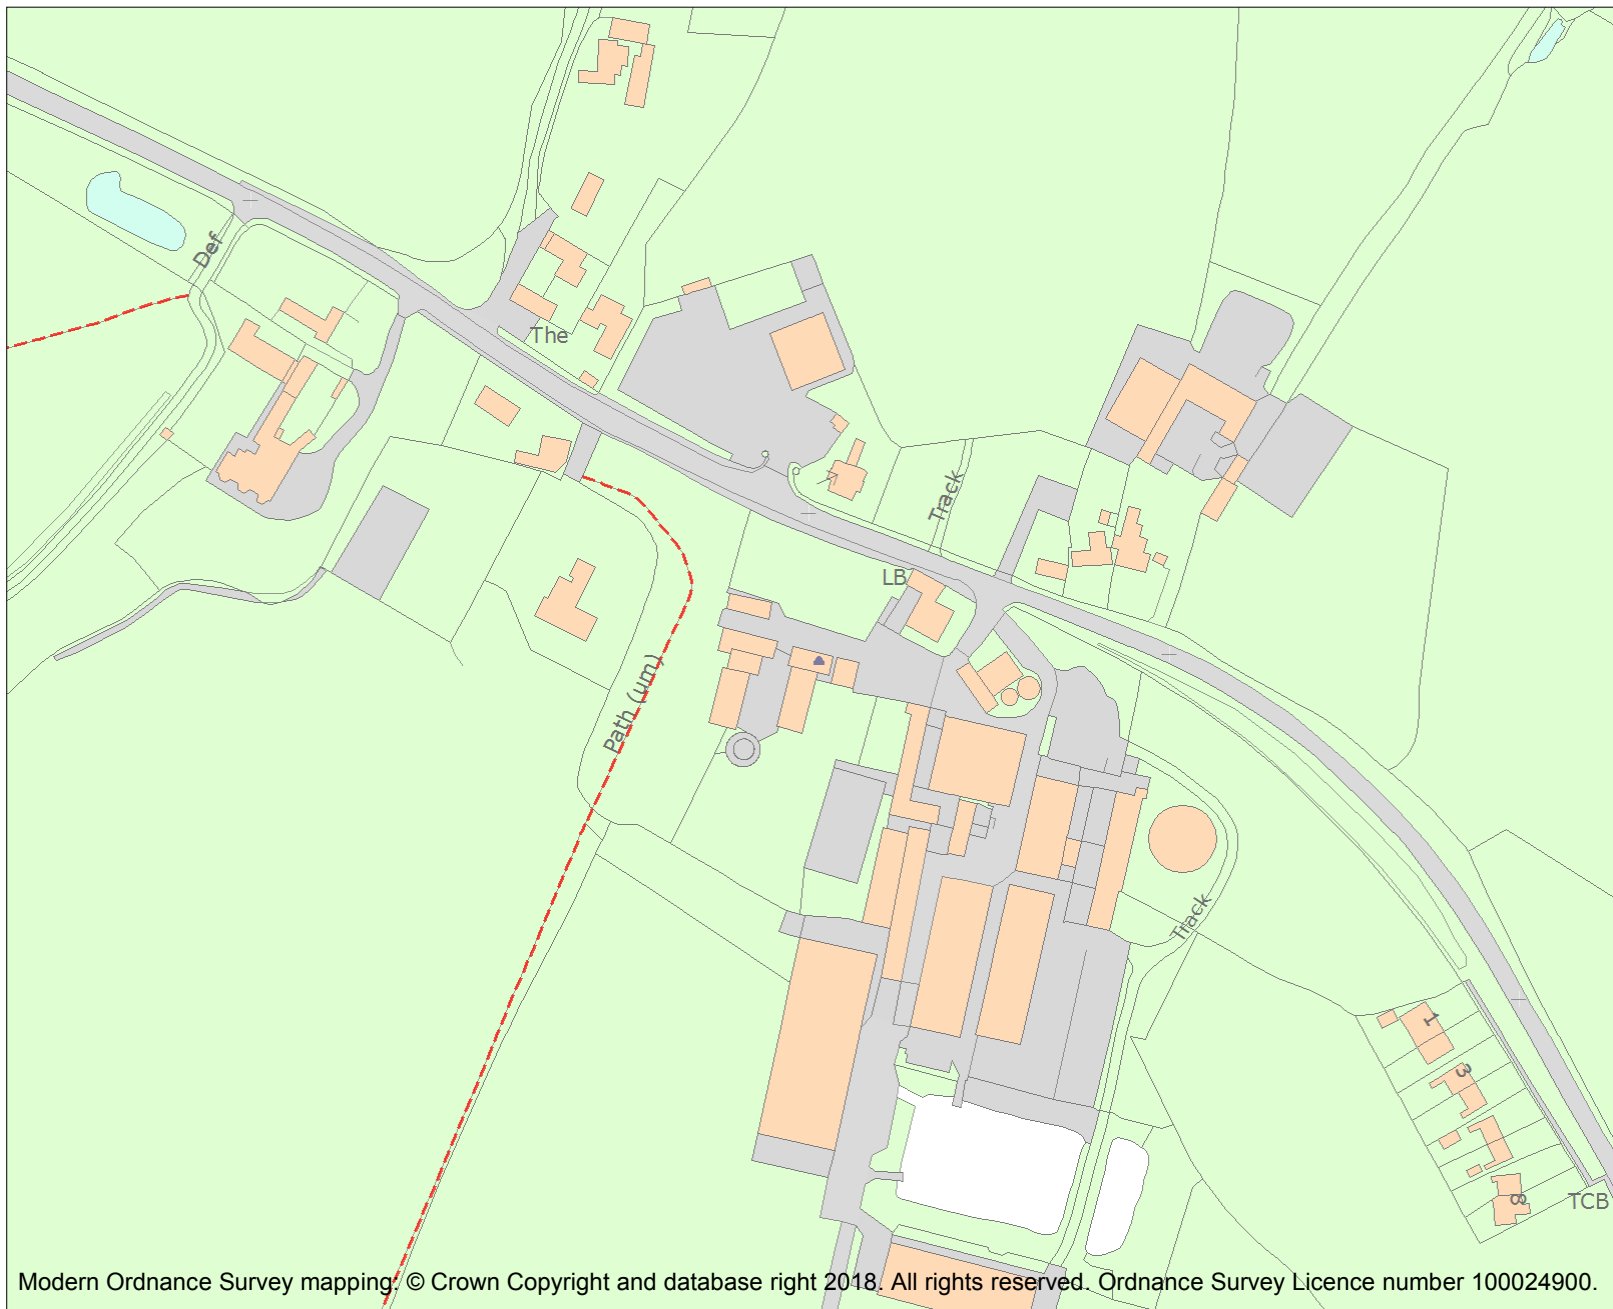 Def
The
Track
LB
Path (um)
Track
1
3
8
TCB
Modern Ordnance Survey mapping: © Crown Copyright and database right 2018. All rights reserved. Ordnance Survey Licence number 100024900.